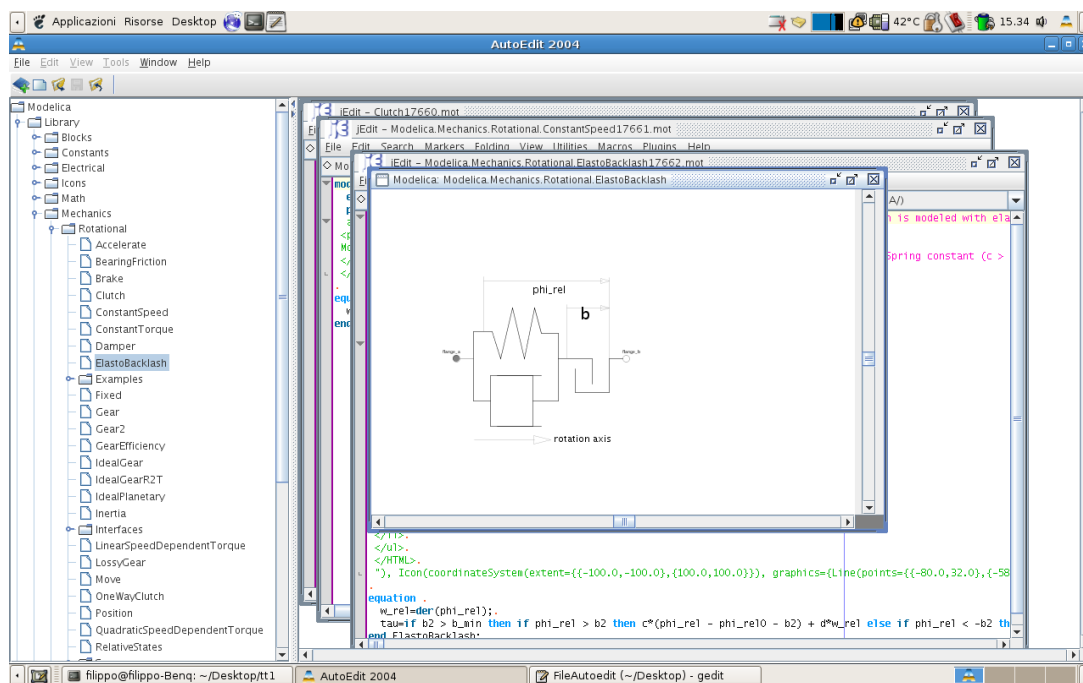 Applicazioni Risorse Desktop
42°C
15.34
AutoEdit 2004
File Edit View Tools Window Help
Modelica
Library
Blocks
Constants
Electrical
Icons
Math
Mechanics
Rotational
Accelerate
BearingFriction
Brake
Clutch
ConstantSpeed
ConstantTorque
Damper
ElastoBacklash
Examples
Fixed
Gear
Gear2
GearEfficiency
IdealGear
IdealGearR2T
IdealPlanetary
Inertia
Interfaces
LinearSpeedDependentTorque
LossyGear
Move
OneWayClutch
Position
QuadraticSpeedDependentTorque
RelativeStates
jEdit - Clutch17660.mot
jEdit - Modelica.Mechanics.Rotational.ConstantSpeed17661.mot
File Edit Search Markers Folding View Utilities Macros Plugins Help
jEdit - Modelica.Mechanics.Rotational.ElastoBacklash17662.mot
Mo
mod
e
p
a
<p
Mo
</
</
.
equ
w
end
Modelica: Modelica.Mechanics.Rotational.ElastoBacklash
A/)
n is modeled with ela
Spring constant (c >
phi_rel
b
flange_a
flange_b
rotation axis
</li>.
</ul>.
</HTML>.
"), Icon(coordinateSystem(extent={{-100.0,-100.0},{100.0,100.0}}), graphics={Line(points={{-80.0,32.0},{-58
.
equation .
w_rel=der(phi_rel);.
tau=if b2 > b_min then if phi_rel > b2 then c*(phi_rel - phi_rel0 - b2) + d*w_rel else if phi_rel < -b2 th
end ElastoBacklash;
filippo@filippo-Benq: ~/Desktop/tt1
AutoEdit 2004
FileAutoedit (~/Desktop) - gedit